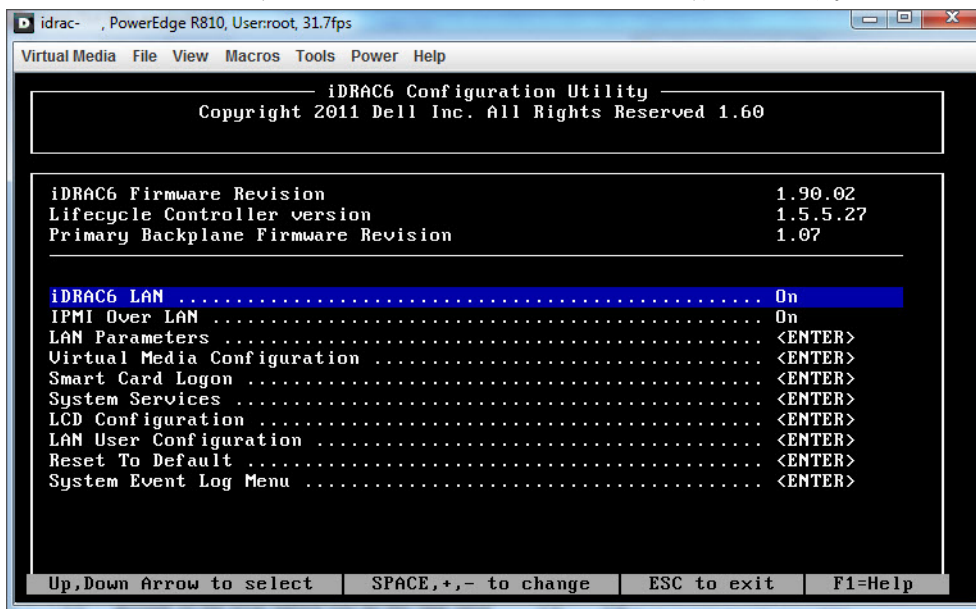 idrac- , PowerEdge R810, User:root, 31.7fps
Virtual Media File View Macros Tools Power Help
iDRAC6 Configuration Utility
Copyright 2011 Dell Inc. All Rights Reserved 1.60
iDRAC6 Firmware Revision 1.90.02
Lifecycle Controller version 1.5.5.27
Primary Backplane Firmware Revision 1.07
iDRAC6 LAN .................................................. On
IPMI Over LAN ............................................... On
LAN Parameters .............................................. <ENTER>
Virtual Media Configuration ................................. <ENTER>
Smart Card Logon ............................................ <ENTER>
System Services ............................................. <ENTER>
LCD Configuration ........................................... <ENTER>
LAN User Configuration ...................................... <ENTER>
Reset To Default ............................................ <ENTER>
System Event Log Menu ....................................... <ENTER>
Up,Down Arrow to select SPACE,+,- to change ESC to exit F1=Help